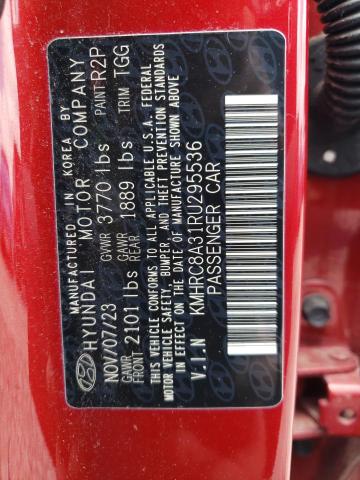 MANUFACTURED IN KOREA BY
HYUNDAI MOTOR COMPANY
NOV/07/23 GVWR 3770 lbs PAINT R2P
GAWR FRONT 2101 lbs GAWR REAR 1889 lbs TRIM TGG
THIS VEHICLE CONFORMS TO ALL APPLICABLE U.S.A. FEDERAL
MOTOR VEHICLE SAFETY, BUMPER, AND THEFT PREVENTION STANDARDS
IN EFFECT ON THE DATE OF MANUFACTURE SHOWN ABOVE.
V.I.N KMHRC8A31RU295536
PASSENGER CAR